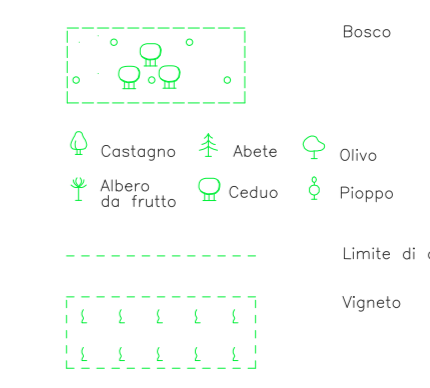 Bosco
Castagno
Abete
Olivo
Albero
da frutto
Ceduo
Pioppo
Limite di
Vigneto